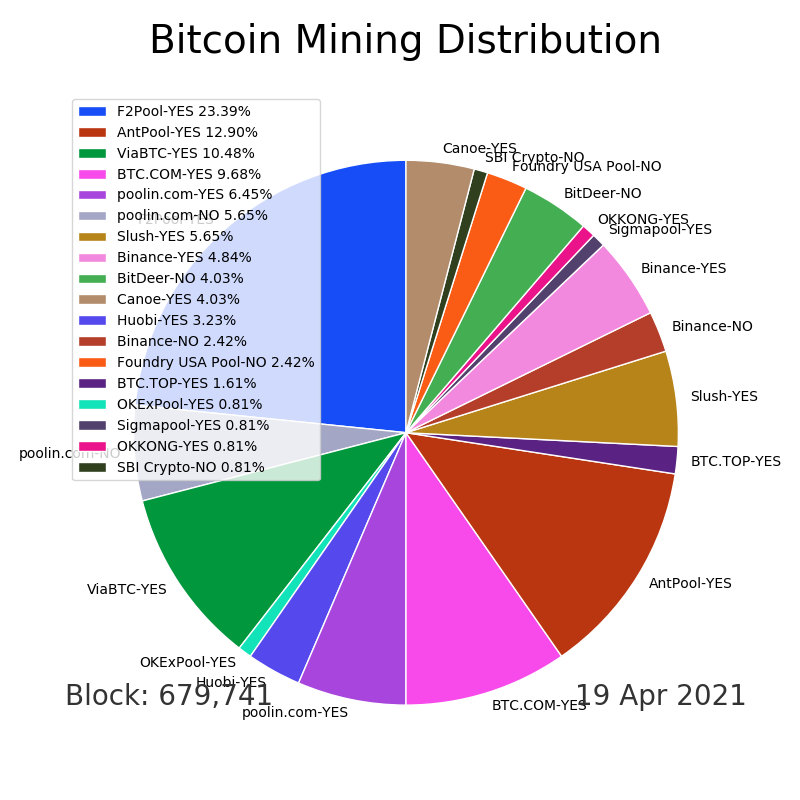 Bitcoin Mining Distribution
F2Pool-YES 23.39%
AntPool-YES 12.90%
ViaBTC-YES 10.48%
BTC.COM-YES 9.68%
poolin.com-YES 6.45%
poolin.com-NO 5.65%
Slush-YES 5.65%
Binance-YES 4.84%
BitDeer-NO 4.03%
Canoe-YES 4.03%
Huobi-YES 3.23%
Binance-NO 2.42%
Foundry USA Pool-NO 2.42%
BTC.TOP-YES 1.61%
OKExPool-YES 0.81%
Sigmapool-YES 0.81%
OKKONG-YES 0.81%
SBI Crypto-NO 0.81%
Canoe-YES
SBI Crypto-NO
Foundry USA Pool-NO
BitDeer-NO
OKKONG-YES
Sigmapool-YES
Binance-YES
Binance-NO
Slush-YES
BTC.TOP-YES
AntPool-YES
BTC.COM-YES
poolin.com-YES
Huobi-YES
OKExPool-YES
ViaBTC-YES
poolin.com-NO
F2Pool-YES
Block: 679,741
19 Apr 2021